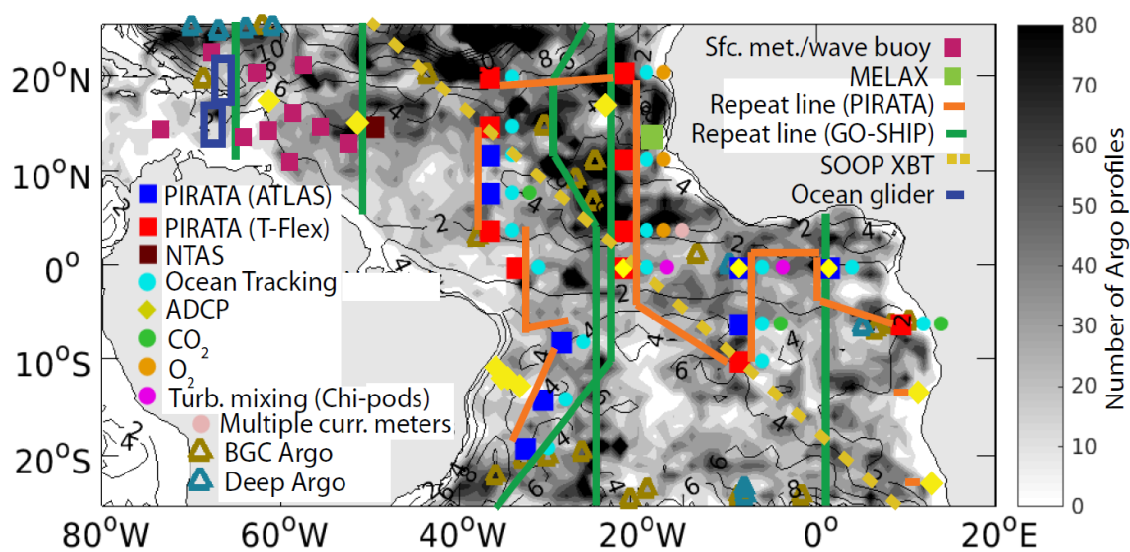 Sfc. met./wave buoy
MELAX
Repeat line (PIRATA)
Repeat line (GO-SHIP)
SOOP XBT
Ocean glider
PIRATA (ATLAS)
PIRATA (T-Flex)
NTAS
Ocean Tracking
ADCP
CO2
O2
Turb. mixing (Chi-pods)
Multiple curr. meters
BGC Argo
Deep Argo
20°N
10°N
0°
10°S
20°S
80°W 60°W 40°W 20°W 0° 20°E
80
70
60
50
40
30
20
10
0
Number of Argo profiles